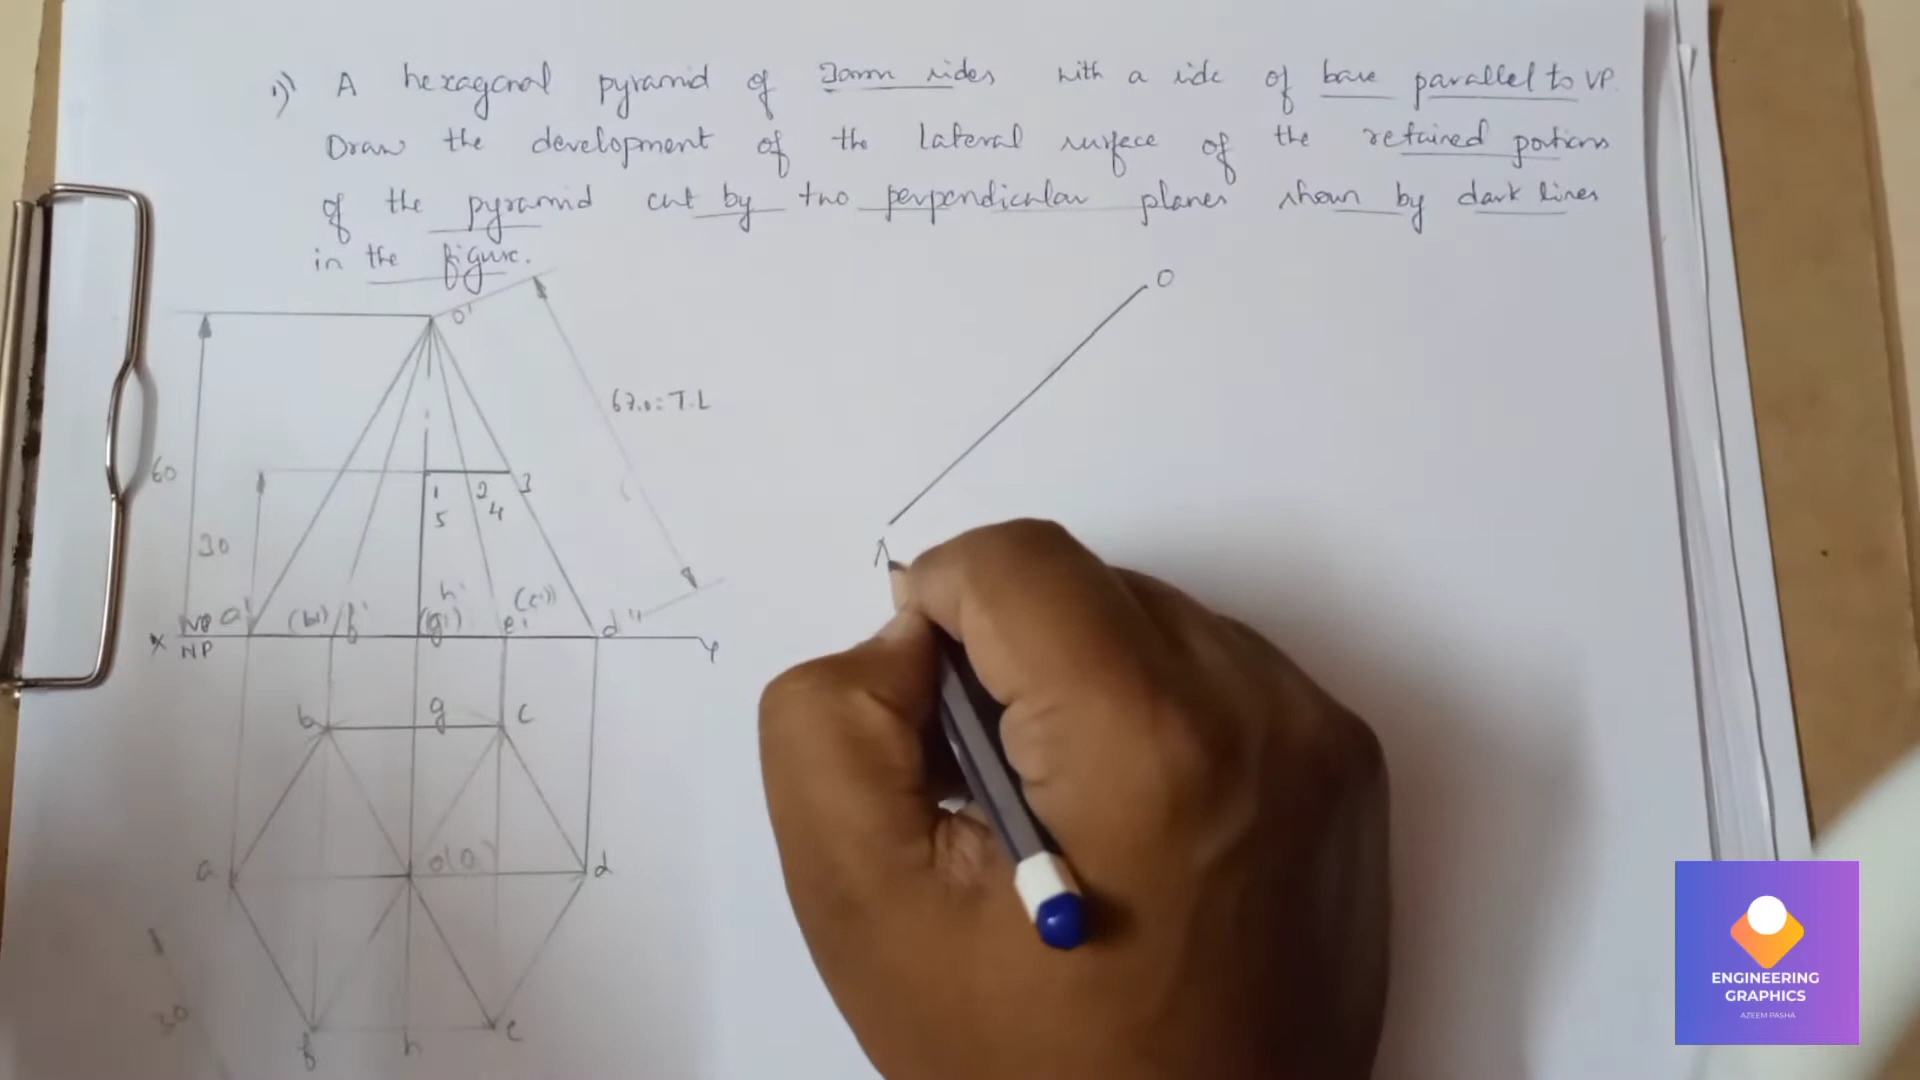 1) A hexagonal pyramid of 30mm sides with a side of base parallel to VP.
Draw the development of the lateral surface of the retained portions
of the pyramid cut by two perpendicular planes shown by dark lines
in the figure.
O'
O
67.0 = T.L
60
1 2 3
5 4
30
A
h'
VP a' (b') f' (g') e' (c') d'
X HP Y
b g c
a o(O) d
30
f h e
ENGINEERING
GRAPHICS
AZEEM PASHA